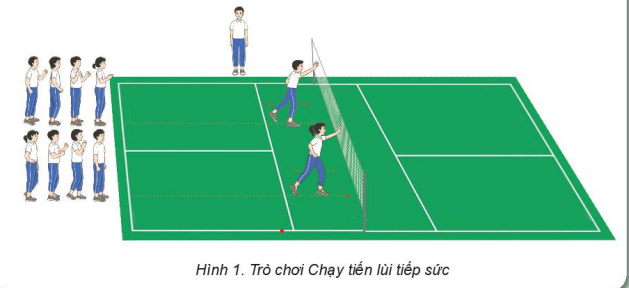 Hình 1. Trò chơi Chạy tiến lùi tiếp sức